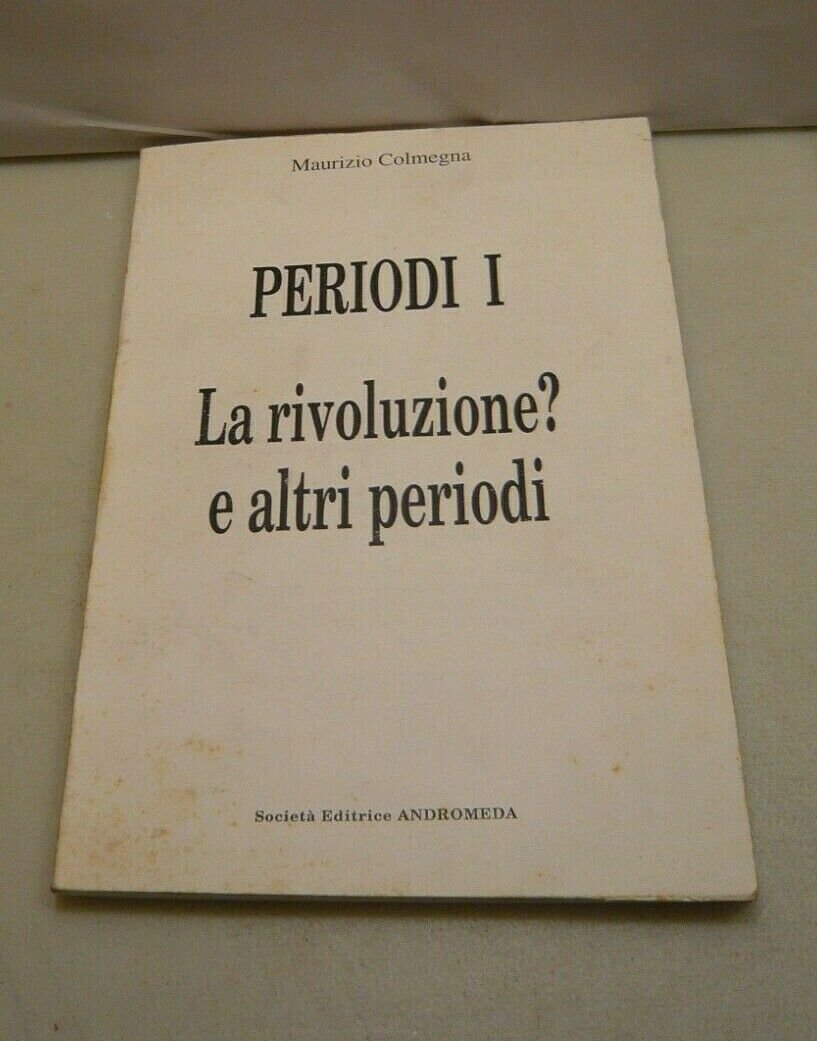 Maurizio Colmegna
PERIODI I
La rivoluzione?
e altri periodi
Società Editrice ANDROMEDA